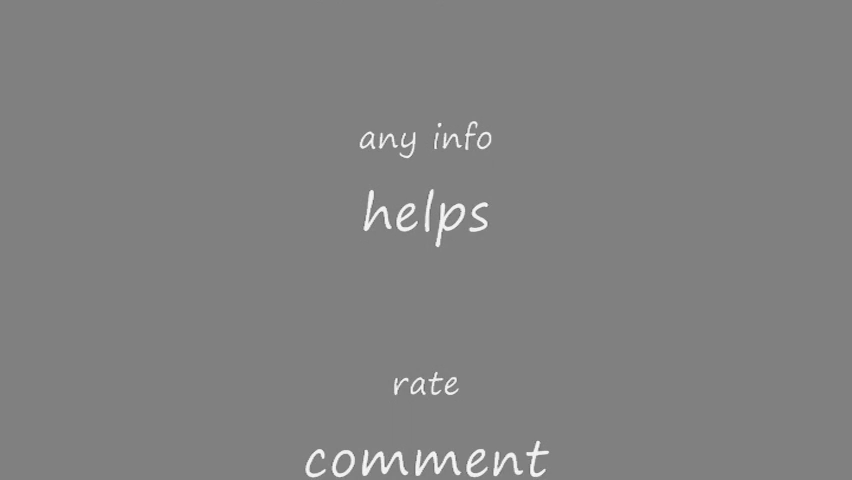 any info
helps
rate
comment